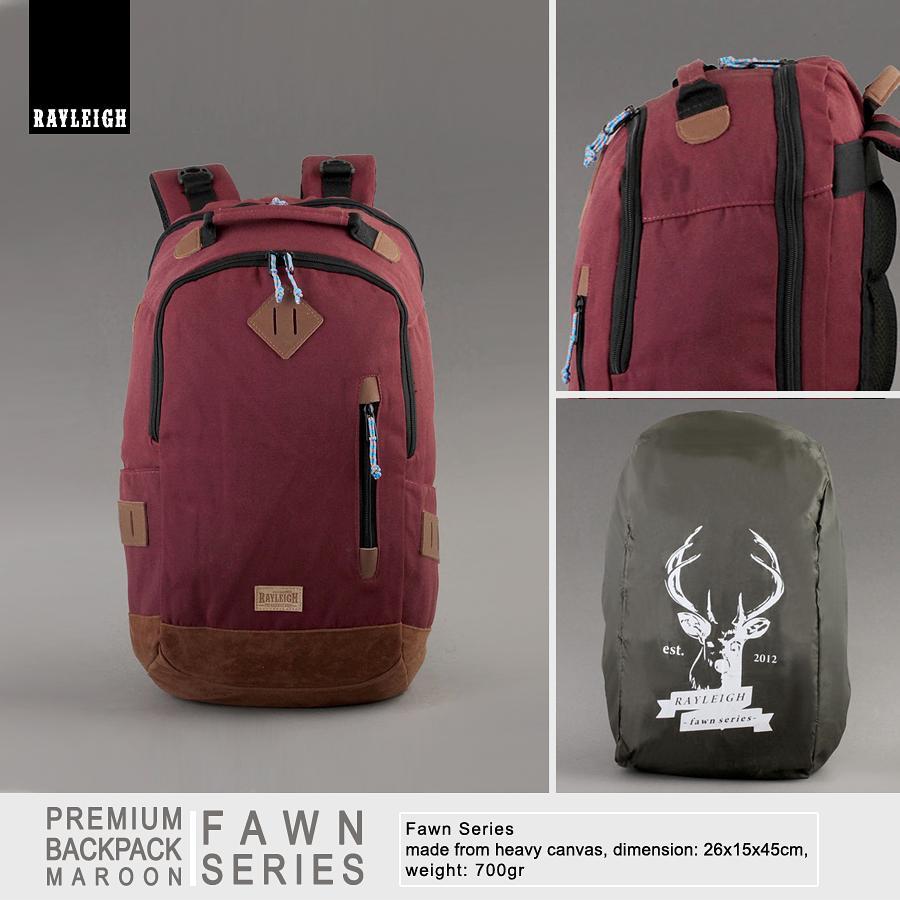 RAYLEIGH
RAYLEIGH
est. 2012
RAYLEIGH
-fawn series-
PREMIUM
BACKPACK
MAROON
FAWN
SERIES
Fawn Series
made from heavy canvas, dimension: 26x15x45cm,
weight: 700gr